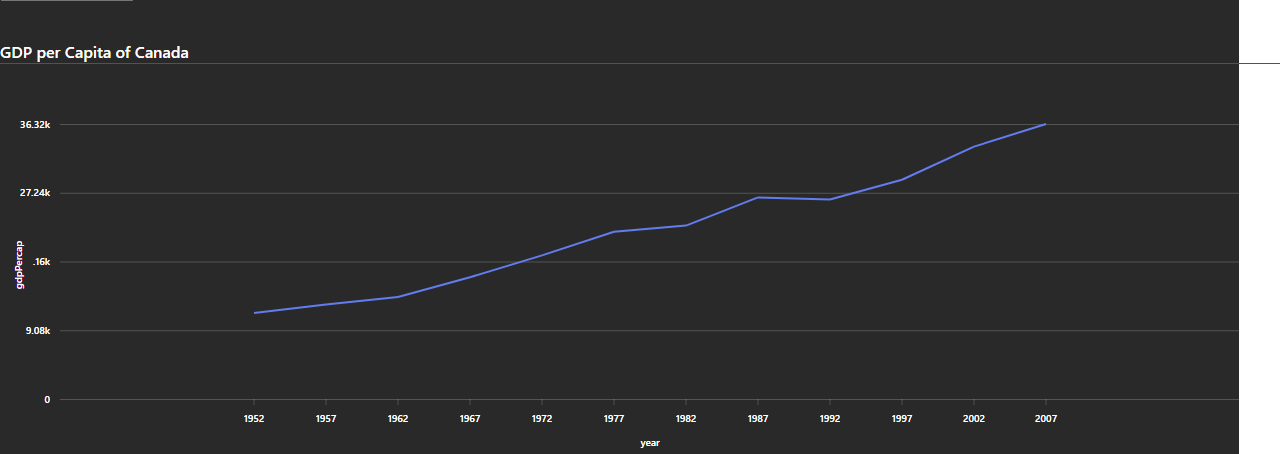 GDP per Capita of Canada
36.32k
27.24k
.16k
9.08k
0
gdpPercap
1952 1957 1962 1967 1972 1977 1982 1987 1992 1997 2002 2007
year